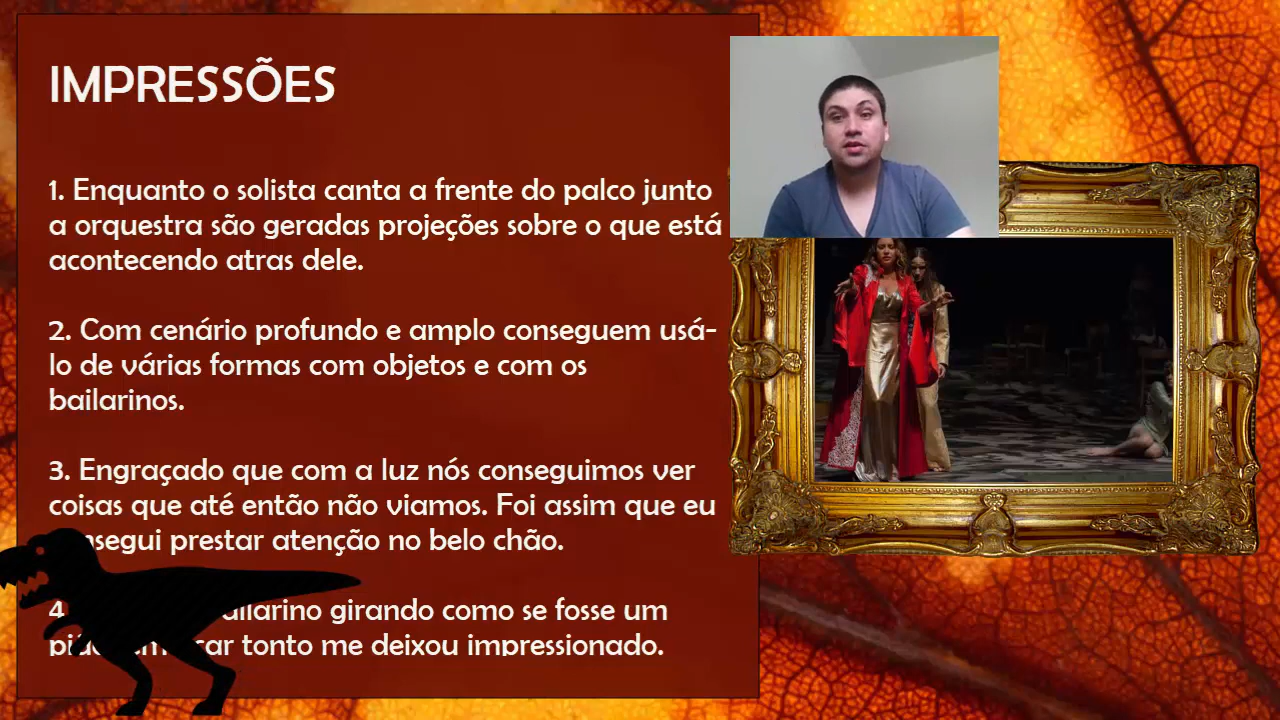 IMPRESSÕES
1. Enquanto o solista canta a frente do palco junto
a orquestra são geradas projeções sobre o que está
acontecendo atras dele.
2. Com cenário profundo e amplo conseguem usá-
lo de várias formas com objetos e com os
bailarinos.
3. Engraçado que com a luz nós conseguimos ver
coisas que até então não viamos. Foi assim que eu
nsegui prestar atenção no belo chão.
4 ailarino girando como se fosse um
tonto me deixou impressionado.